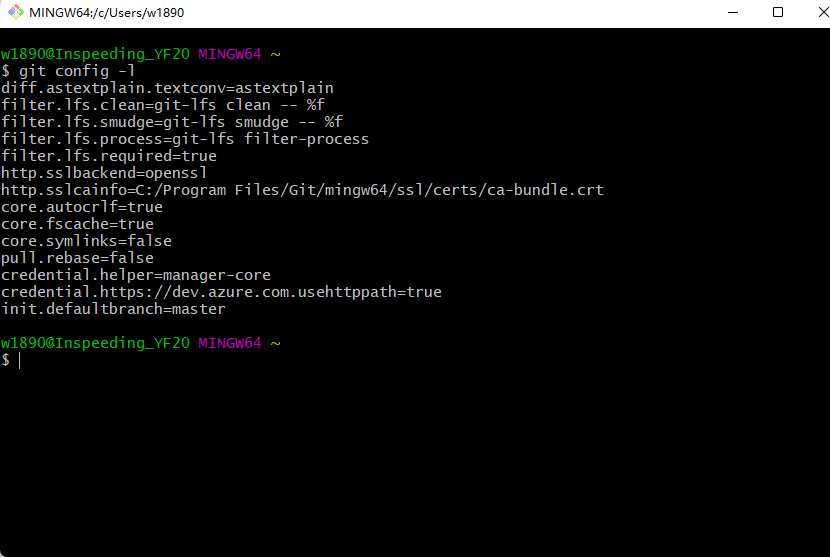 MINGW64:/c/Users/w1890
w1890@Inspeeding_YF20 MINGW64 ~
$ git config -l
diff.astextplain.textconv=astextplain
filter.lfs.clean=git-lfs clean -- %f
filter.lfs.smudge=git-lfs smudge -- %f
filter.lfs.process=git-lfs filter-process
filter.lfs.required=true
http.sslbackend=openssl
http.sslcainfo=C:/Program Files/Git/mingw64/ssl/certs/ca-bundle.crt
core.autocrlf=true
core.fscache=true
core.symlinks=false
pull.rebase=false
credential.helper=manager-core
credential.https://dev.azure.com.usehttppath=true
init.defaultbranch=master
w1890@Inspeeding_YF20 MINGW64 ~
$